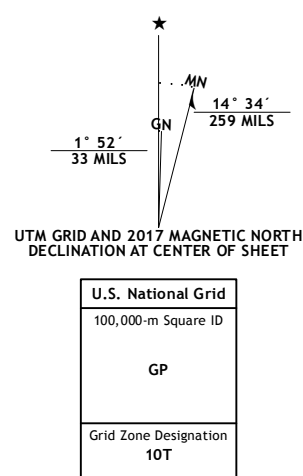 ★
MN
GN
14° 34´
259 MILS
1° 52´
33 MILS
UTM GRID AND 2017 MAGNETIC NORTH
DECLINATION AT CENTER OF SHEET
U.S. National Grid
100,000-m Square ID
GP
Grid Zone Designation
10T